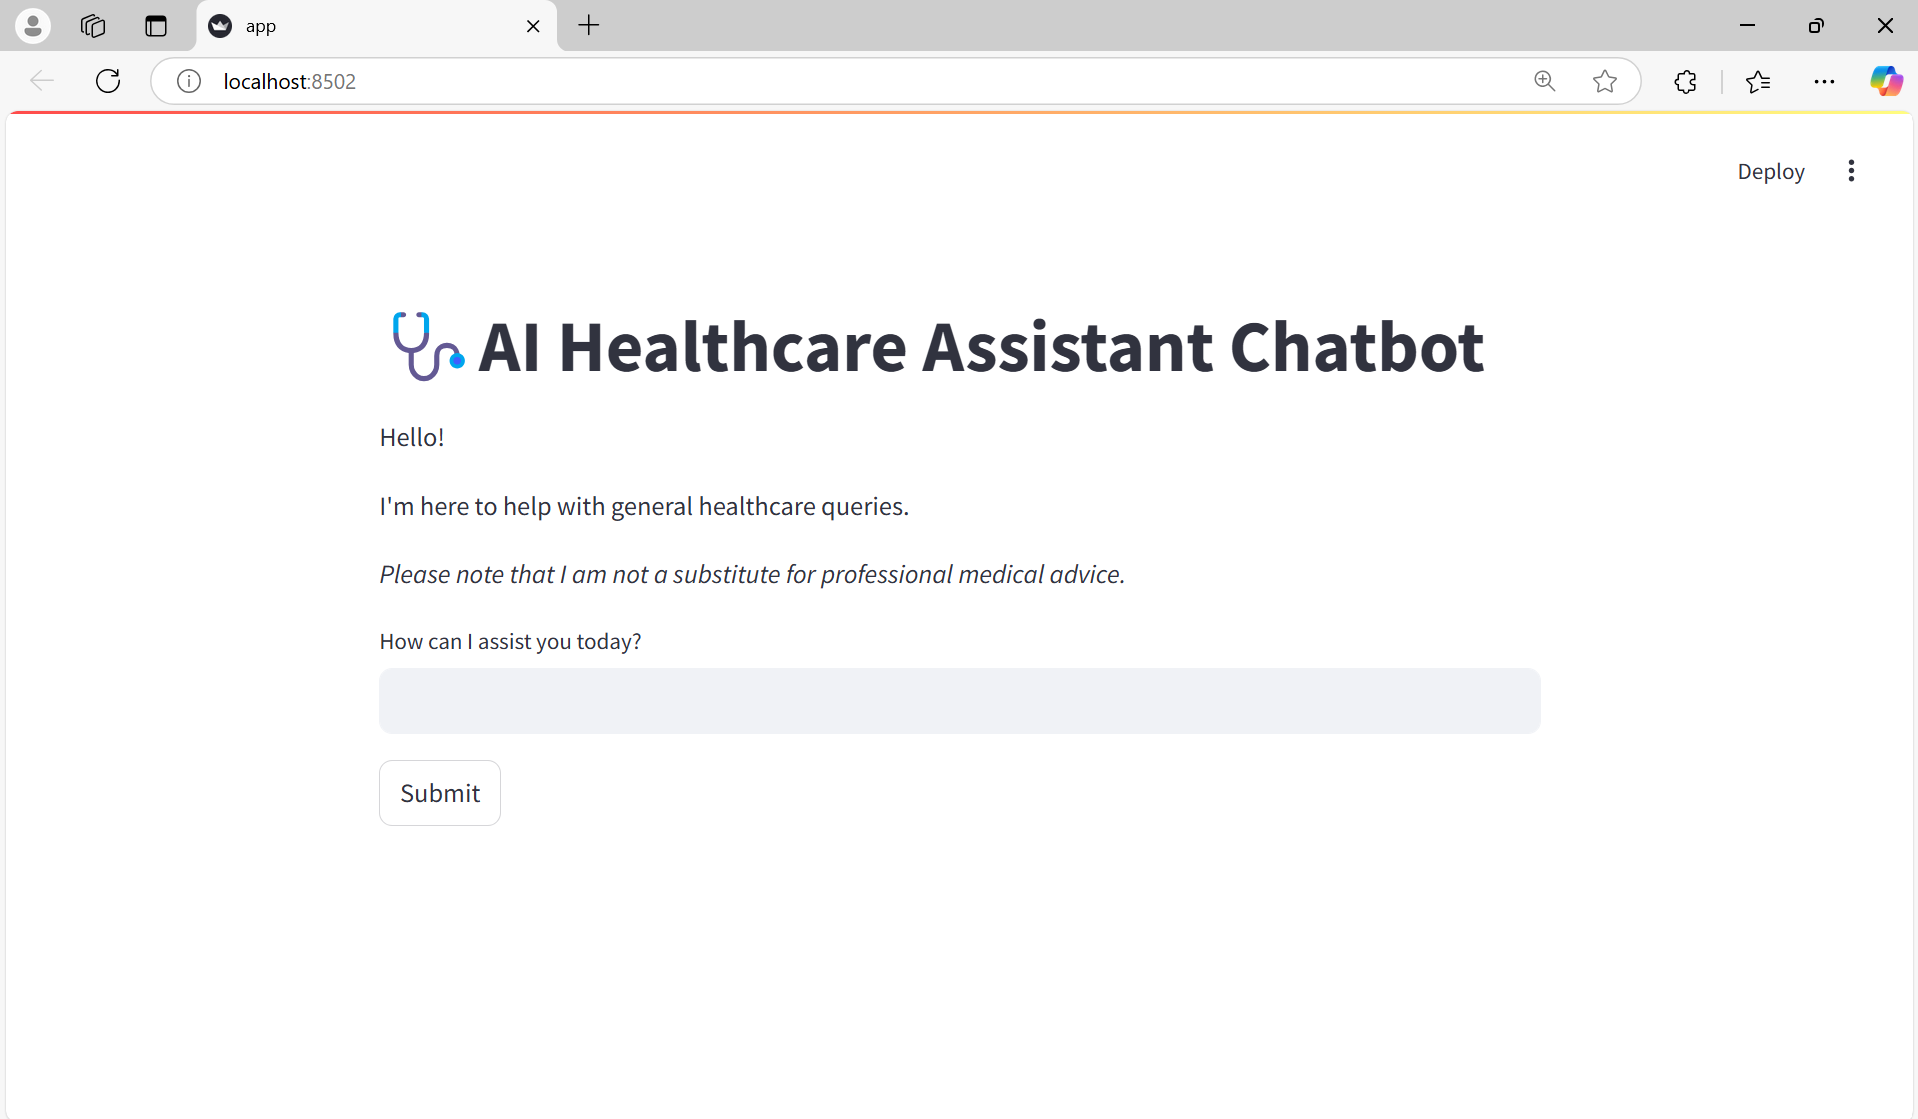 app
localhost:8502
Deploy
AI Healthcare Assistant Chatbot
Hello!
I'm here to help with general healthcare queries.
Please note that I am not a substitute for professional medical advice.
How can I assist you today?
Submit